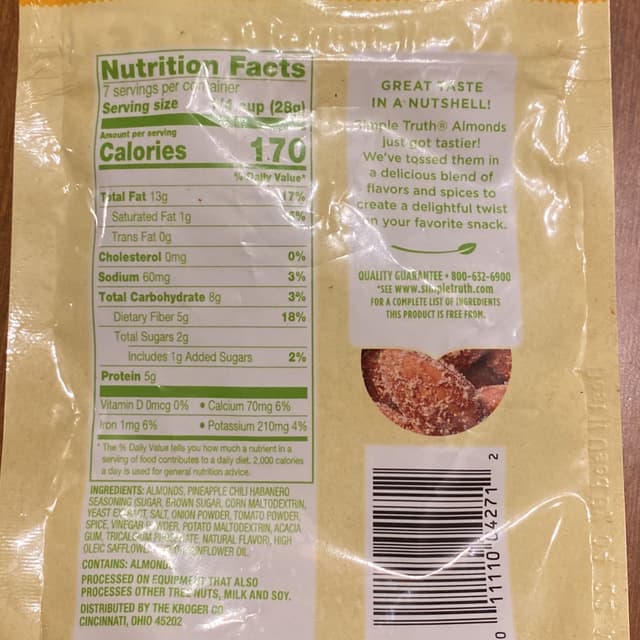 Nutrition Facts
7 servings per container
Serving size 1/4 cup (28g)
Amount per serving
Calories 170
% Daily Value*
Total Fat 13g 17%
Saturated Fat 1g 5%
Trans Fat 0g
Cholesterol 0mg 0%
Sodium 60mg 3%
Total Carbohydrate 8g 3%
Dietary Fiber 5g 18%
Total Sugars 2g
Includes 1g Added Sugars 2%
Protein 5g
Vitamin D 0mcg 0% • Calcium 70mg 6%
Iron 1mg 6% • Potassium 210mg 4%
* The % Daily Value tells you how much a nutrient in a
serving of food contributes to a daily diet. 2,000 calories
a day is used for general nutrition advice.
INGREDIENTS: ALMONDS, PINEAPPLE CHILI HABANERO
SEASONING (SUGAR, BROWN SUGAR, CORN MALTODEXTRIN,
YEAST EXTRACT, SALT, ONION POWDER, TOMATO POWDER,
SPICE, VINEGAR POWDER, POTATO MALTODEXTRIN, ACACIA
GUM, TRICALCIUM PHOSPHATE, NATURAL FLAVOR), HIGH
OLEIC SAFFLOWER OR SUNFLOWER OIL.
CONTAINS: ALMONDS.
PROCESSED ON EQUIPMENT THAT ALSO
PROCESSES OTHER TREE NUTS, MILK AND SOY.
DISTRIBUTED BY THE KROGER CO.
CINCINNATI, OHIO 45202
GREAT TASTE
IN A NUTSHELL!
Simple Truth® Almonds
just got tastier!
We've tossed them in
a delicious blend of
flavors and spices to
create a delightful twist
on your favorite snack.
QUALITY GUARANTEE • 800-632-6900
*SEE www.simpletruth.com
FOR A COMPLETE LIST OF INGREDIENTS
THIS PRODUCT IS FREE FROM.
0 11110 04271 2